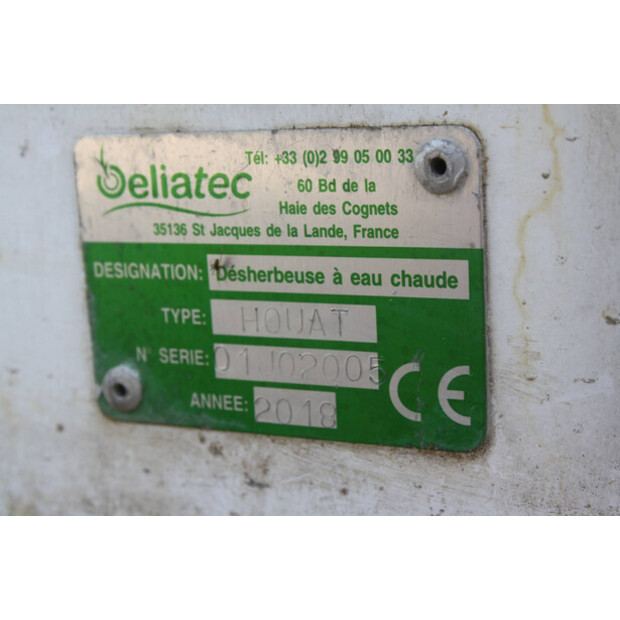 Oeliatec
Tél: +33 (0)2 99 05 00 33
60 Bd de la
Haie des Cognets
35136 St Jacques de la Lande, France
DESIGNATION: Désherbeuse à eau chaude
TYPE: HOUAT
N° SERIE: 01J02005
ANNEE: 2018
CE